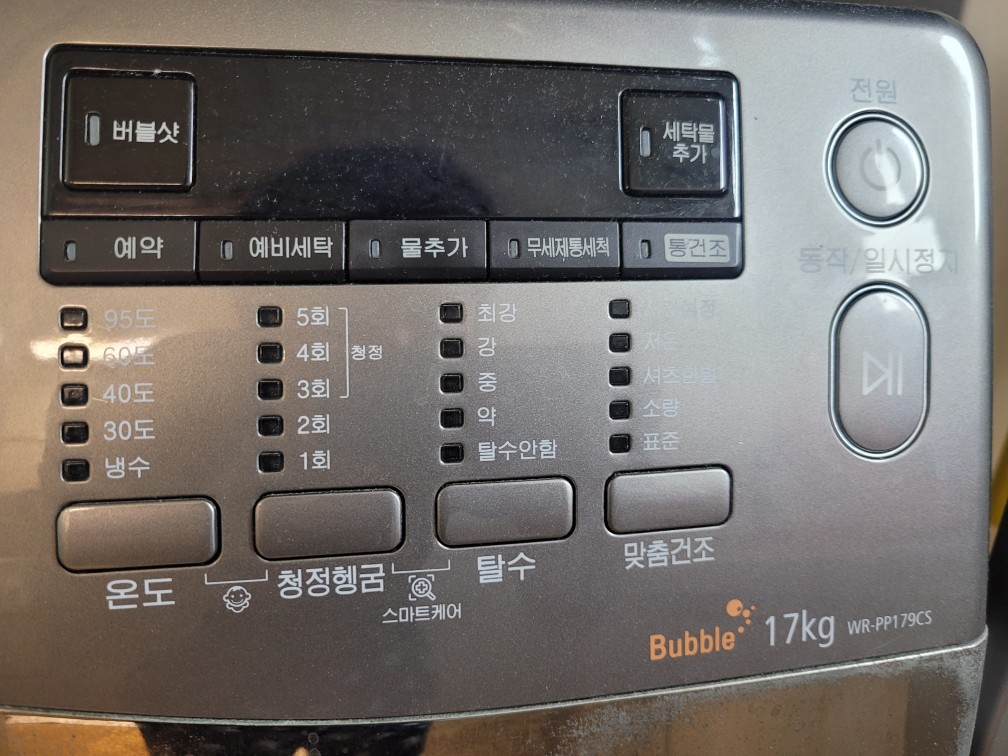 전원
버블샷
세탁물
추가
예약
예비세탁
물추가
무세제통세척
통건조
동작/일시정지
95도
60도
40도
30도
냉수
5회
4회
3회
2회
1회
청정
최강
강
중
약
탈수안함
소량
표준
온도
청정헹굼
탈수
맞춤건조
스마트케어
Bubble
17kg WR-PP179CS